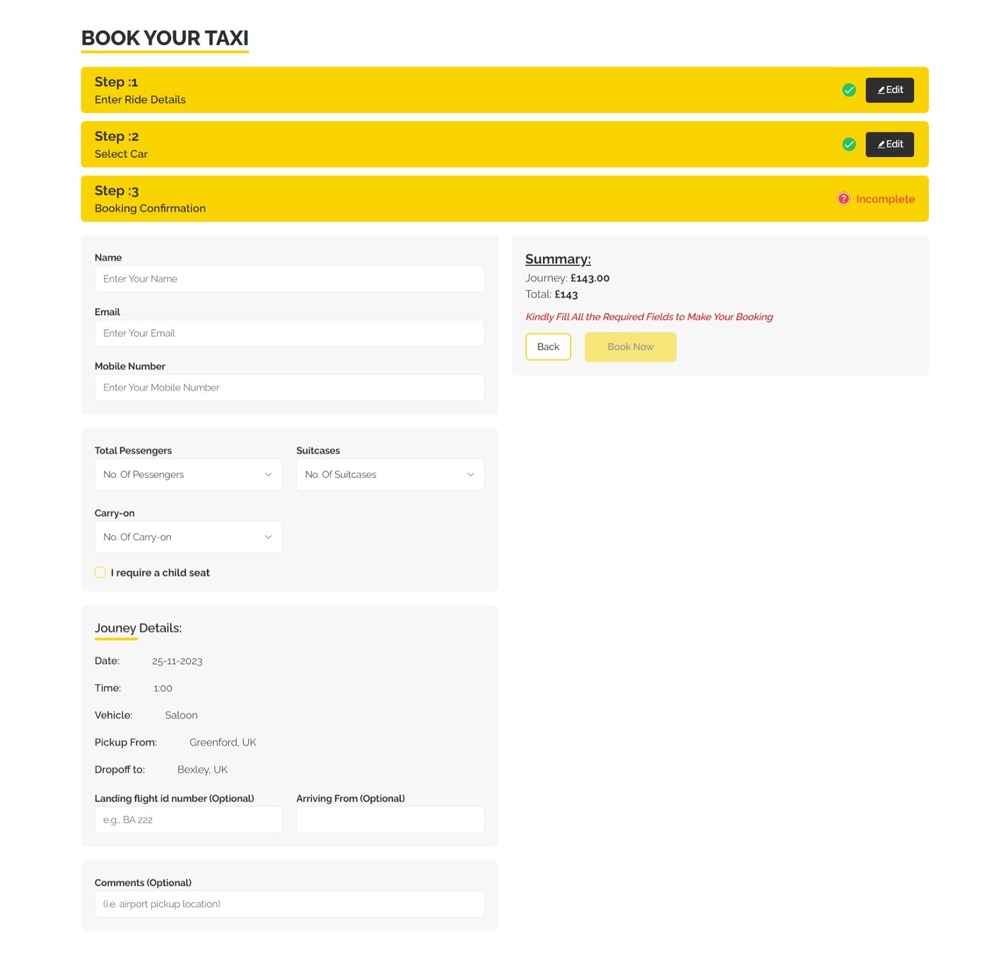 BOOK YOUR TAXI
Step :1
Enter Ride Details
Edit
Step :2
Select Car
Edit
Step :3
Booking Confirmation
Incomplete
Name
Enter Your Name
Email
Enter Your Email
Mobile Number
Enter Your Mobile Number
Summary:
Journey: £143.00
Total: £143
Kindly Fill All the Required Fields to Make Your Booking
Back
Book Now
Total Pessengers
Suitcases
No. Of Pessengers
No. Of Suitcases
Carry-on
No. Of Carry-on
I require a child seat
Jouney Details:
Date: 25-11-2023
Time: 1:00
Vehicle: Saloon
Pickup From: Greenford, UK
Dropoff to: Bexley, UK
Landing flight id number (Optional)
Arriving From (Optional)
e.g., BA 222
Comments (Optional)
(i.e. airport pickup location)